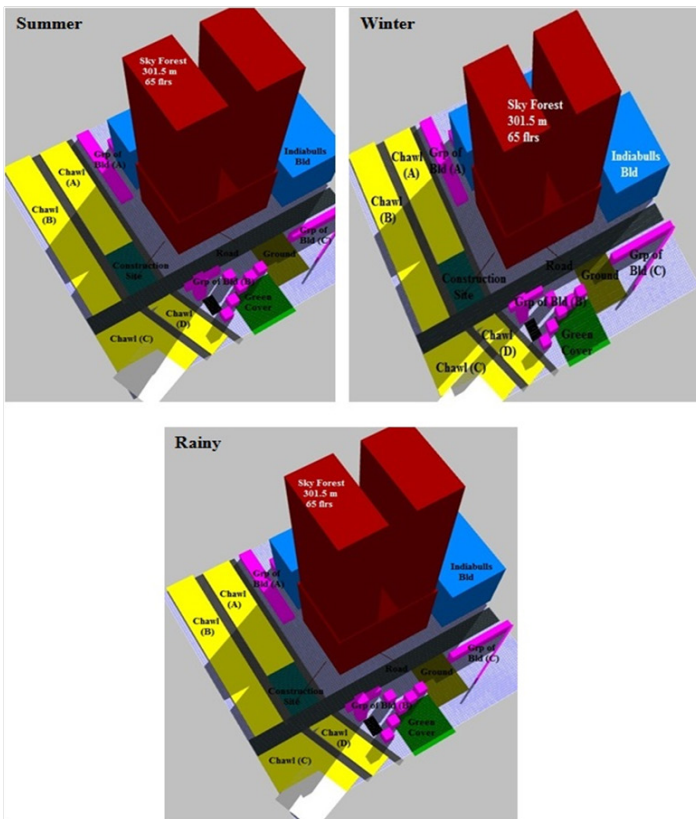 Summer
Sky Forest
301.5 m
65 flrs
Grp of
Bld (A)
Indiabulls
Bld
Chawl
(A)
Chawl
(B)
Grp of
Bld (C)
Road
Construction
Site
Ground
Grp of Bld (B)
Green
Cover
Chawl
(D)
Chawl (C)
Winter
Sky Forest
301.5 m
65 flrs
Chawl
(A)
Grp of
Bld (A)
Indiabulls
Bld
Chawl
(B)
Construction
Site
Road
Ground
Grp of
Bld (C)
Grp of Bld (B)
Chawl
(D)
Green
Cover
Chawl (C)
Rainy
Sky Forest
301.5 m
65 flrs
Grp of
Bld (A)
Indiabulls
Bld
Chawl
(A)
Chawl
(B)
Grp of
Bld (C)
Road
Ground
Construction
Site
Grp of Bld (B)
Green
Cover
Chawl
(D)
Chawl (C)